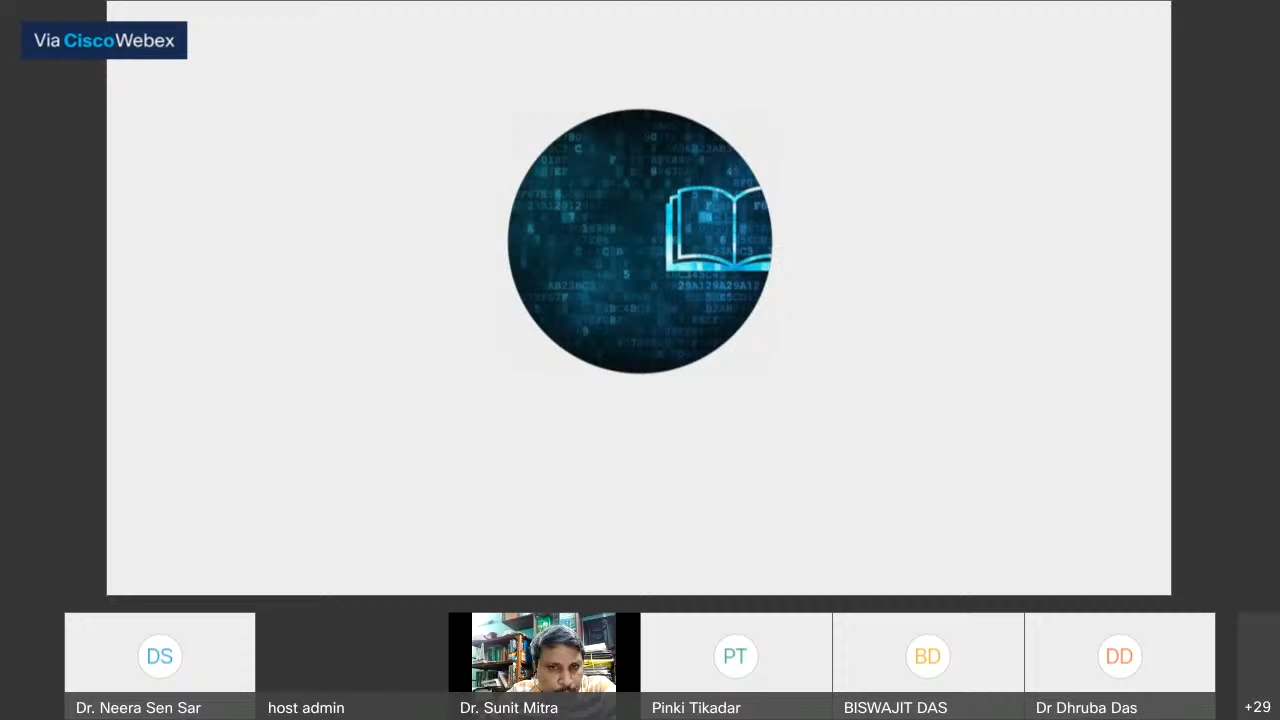 Via CiscoWebex
DS
PT
BD
DD
Dr. Neera Sen Sar
host admin
Dr. Sunit Mitra
Pinki Tikadar
BISWAJIT DAS
Dr Dhruba Das
+29